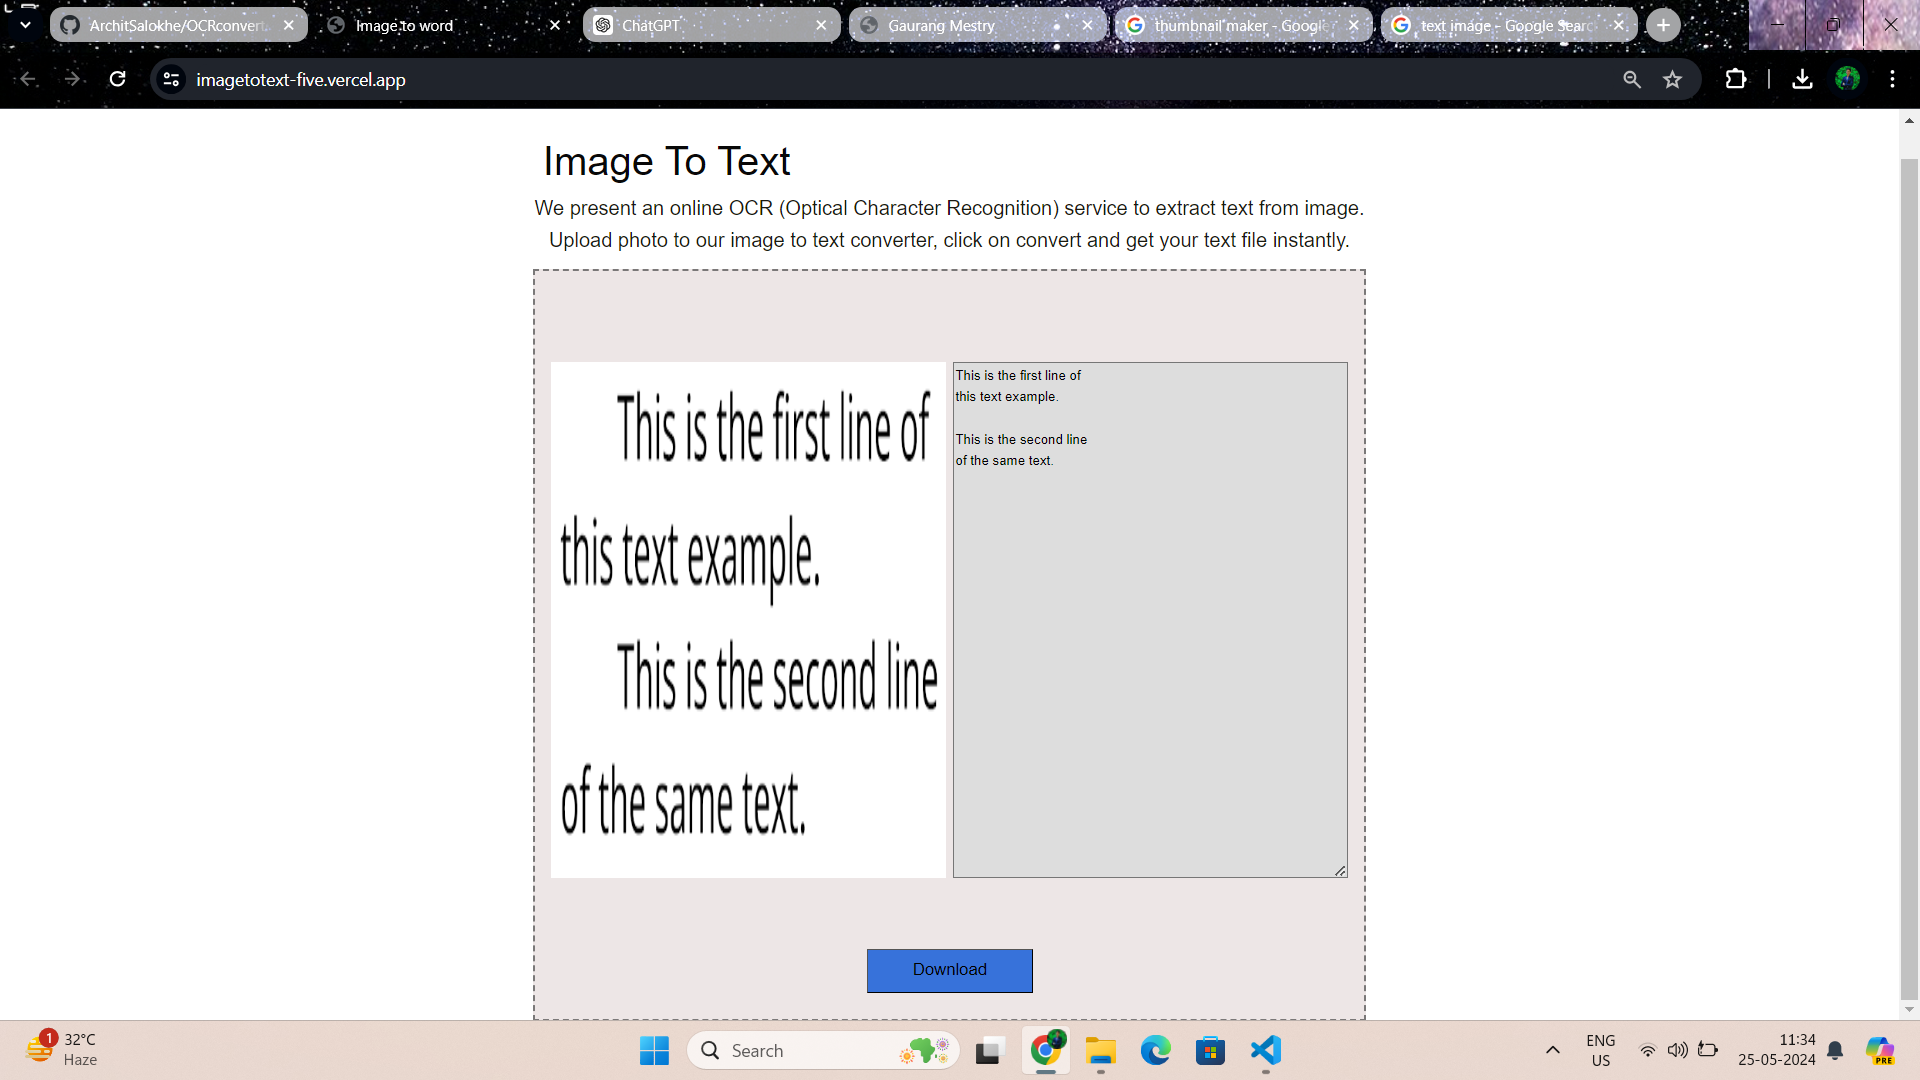 ArchitSalokhe/OCRconvert
Image to word
ChatGPT
Gaurang Mestry
thumbnail maker - Google
text image - Google Searc
imagetotext-five.vercel.app
Image To Text
We present an online OCR (Optical Character Recognition) service to extract text from image.
Upload photo to our image to text converter, click on convert and get your text file instantly.
This is the first line of
this text example.
This is the second line
of the same text.
This is the first line of
this text example.
This is the second line
of the same text.
Download
1
32°C
Haze
Search
ENG
US
11:34
25-05-2024
PRE